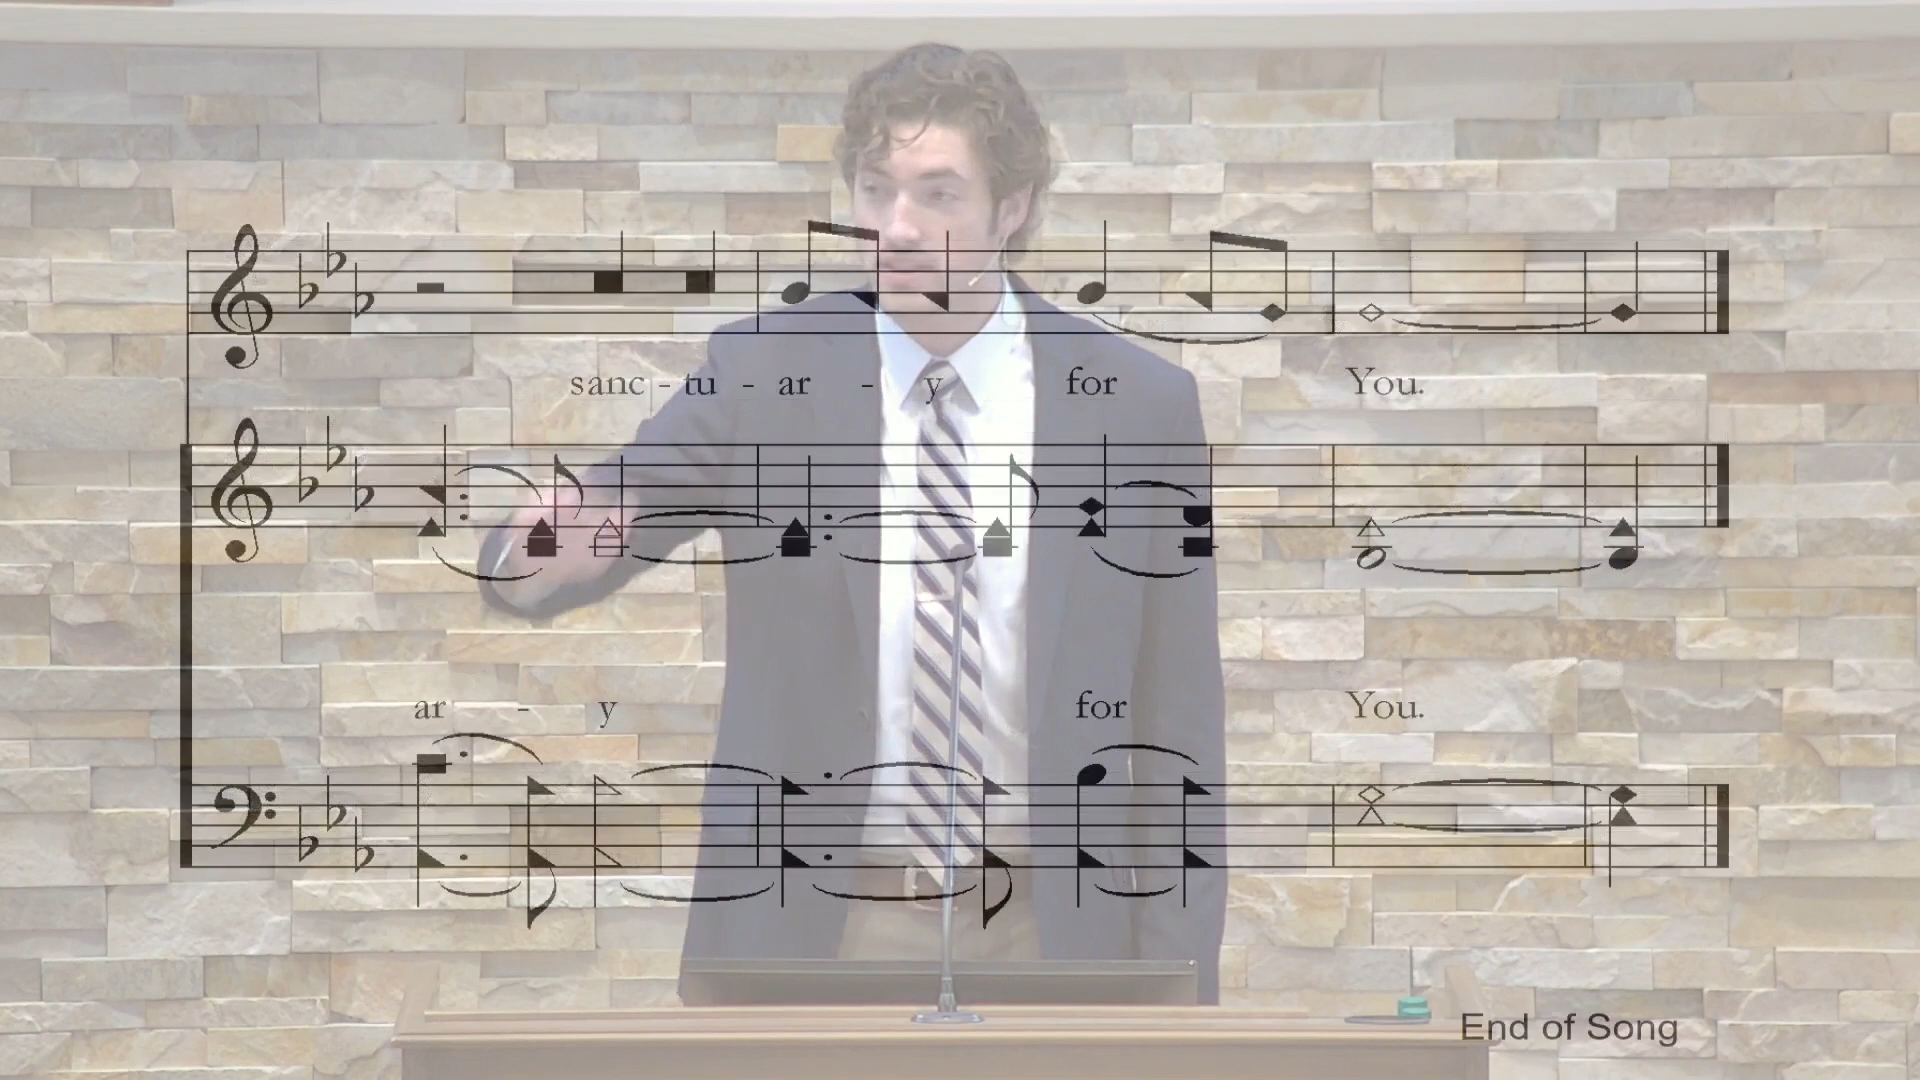 sanc - tu - ar - y for You.
ar - y for You.
End of Song